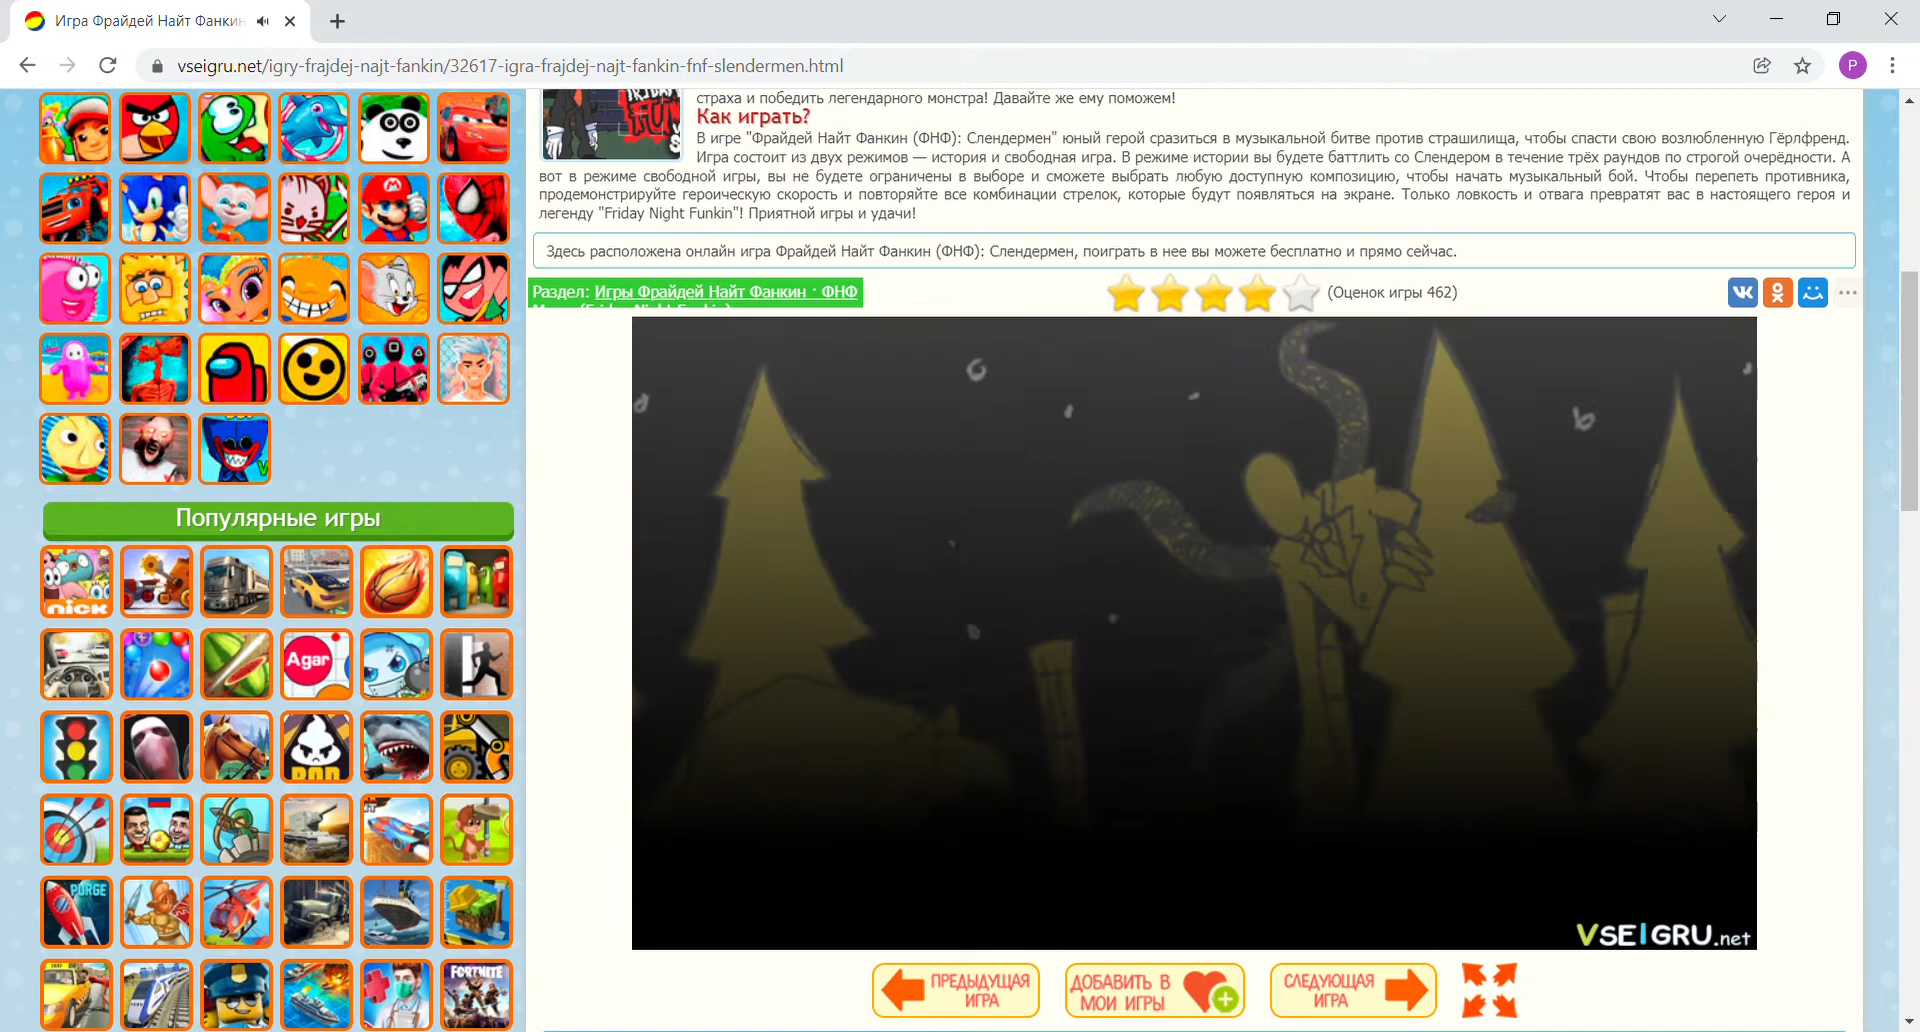 Игра Фрайдей Найт Фанкин
vseigru.net/igry-frajdej-najt-fankin/32617-igra-frajdej-najt-fankin-fnf-slendermen.html
P
страха и победить легендарного монстра! Давайте же ему поможем!
Как играть?
В игре "Фрайдей Найт Фанкин (ФНФ): Слендермен" юный герой сразиться в музыкальной битве против страшилища, чтобы спасти свою возлюбленную Гёрлфренд.
Игра состоит из двух режимов — история и свободная игра. В режиме истории вы будете баттлить со Слендером в течение трёх раундов по строгой очерёдности. А
вот в режиме свободной игры, вы не будете ограничены в выборе и сможете выбрать любую доступную композицию, чтобы начать музыкальный бой. Чтобы перепеть противника,
продемонстрируйте героическую скорость и повторяйте все комбинации стрелок, которые будут появляться на экране. Только ловкость и отвага превратят вас в настоящего героя и
легенду "Friday Night Funkin"! Приятной игры и удачи!
Здесь расположена онлайн игра Фрайдей Найт Фанкин (ФНФ): Слендермен, поиграть в нее вы можете бесплатно и прямо сейчас.
Раздел: Игры Фрайдей Найт Фанкин · ФНФ
(Оценок игры 462)
Популярные игры
nick
Agar
PURGE
FORTNITE
VSEIGRU.net
ПРЕДЫДУЩАЯ
ИГРА
ДОБАВИТЬ В
МОИ ИГРЫ
СЛЕДУЮЩАЯ
ИГРА